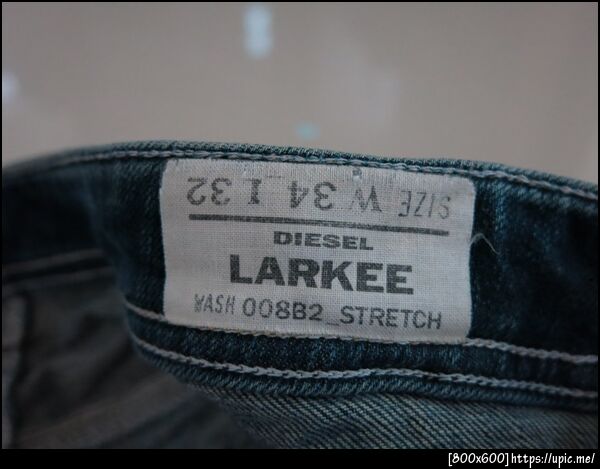 SIZE W 34 L 32
DIESEL
LARKEE
WASH 008B2_STRETCH
[800x600]https://upic.me/